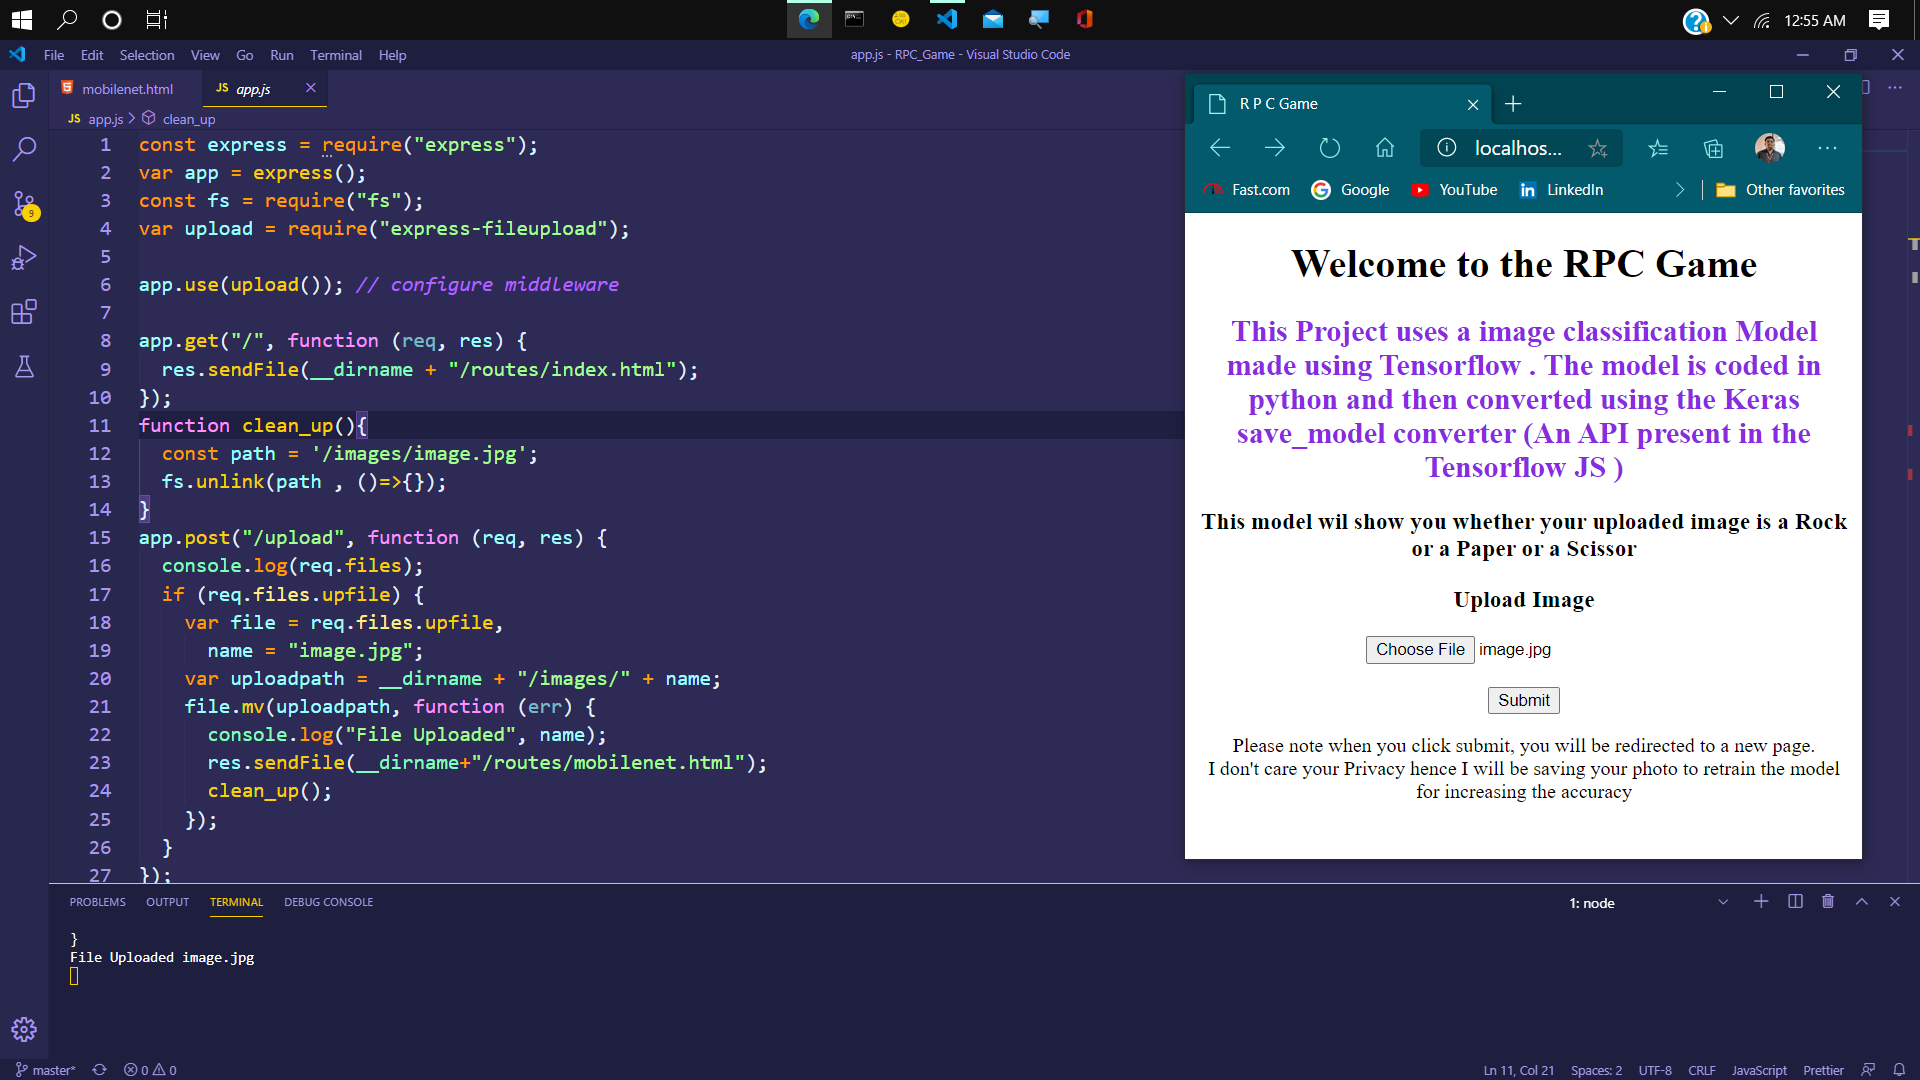 12:55 AM
File Edit Selection View Go Run Terminal Help
app.js - RPC_Game - Visual Studio Code
mobilenet.html
JS app.js
JS app.js > clean_up
1 const express = require("express");
2 var app = express();
3 const fs = require("fs");
4 var upload = require("express-fileupload");
5
6 app.use(upload()); // configure middleware
7
8 app.get("/", function (req, res) {
9 res.sendFile(__dirname + "/routes/index.html");
10 });
11 function clean_up(){
12 const path = '/images/image.jpg';
13 fs.unlink(path , ()=>{});
14 }
15 app.post("/upload", function (req, res) {
16 console.log(req.files);
17 if (req.files.upfile) {
18 var file = req.files.upfile,
19 name = "image.jpg";
20 var uploadpath = __dirname + "/images/" + name;
21 file.mv(uploadpath, function (err) {
22 console.log("File Uploaded", name);
23 res.sendFile(__dirname+"/routes/mobilenet.html");
24 clean_up();
25 });
26 }
27 });
9
R P C Game
localhos...
Fast.com Google YouTube LinkedIn Other favorites
Welcome to the RPC Game
This Project uses a image classification Model
made using Tensorflow . The model is coded in
python and then converted using the Keras
save_model converter (An API present in the
Tensorflow JS )
This model wil show you whether your uploaded image is a Rock
or a Paper or a Scissor
Upload Image
Choose File image.jpg
Submit
Please note when you click submit, you will be redirected to a new page.
I don't care your Privacy hence I will be saving your photo to retrain the model
for increasing the accuracy
PROBLEMS OUTPUT TERMINAL DEBUG CONSOLE
1: node
}
File Uploaded image.jpg
master* 0 0
Ln 11, Col 21 Spaces: 2 UTF-8 CRLF JavaScript Prettier